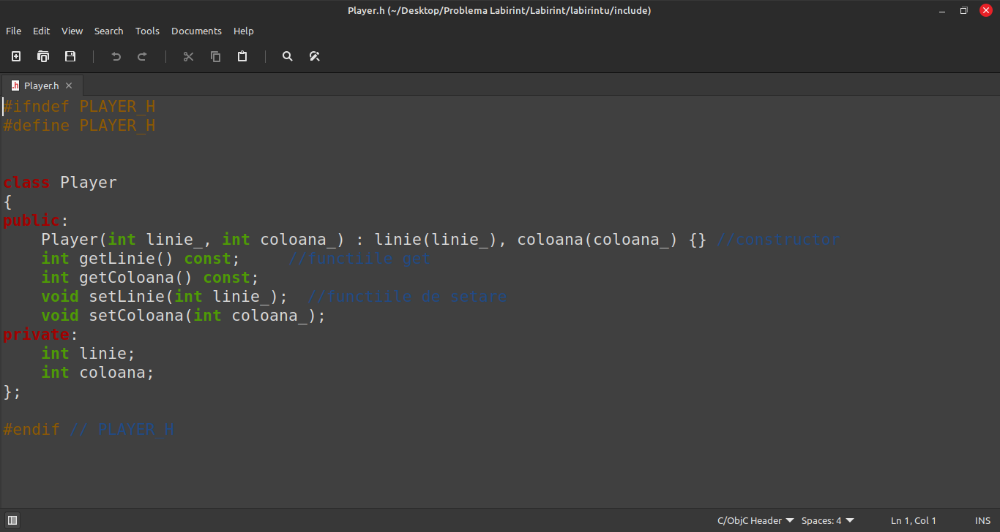 Player.h (~/Desktop/Problema Labirint/Labirint/labirintu/include)
File Edit View Search Tools Documents Help
.h Player.h
#ifndef PLAYER_H
#define PLAYER_H
class Player
{
public:
    Player(int linie_, int coloana_) : linie(linie_), coloana(coloana_) {} //constructor
    int getLinie() const;     //functiile get
    int getColoana() const;
    void setLinie(int linie_);  //functiile de setare
    void setColoana(int coloana_);
private:
    int linie;
    int coloana;
};
#endif // PLAYER_H
C/ObjC Header Spaces: 4 Ln 1, Col 1 INS